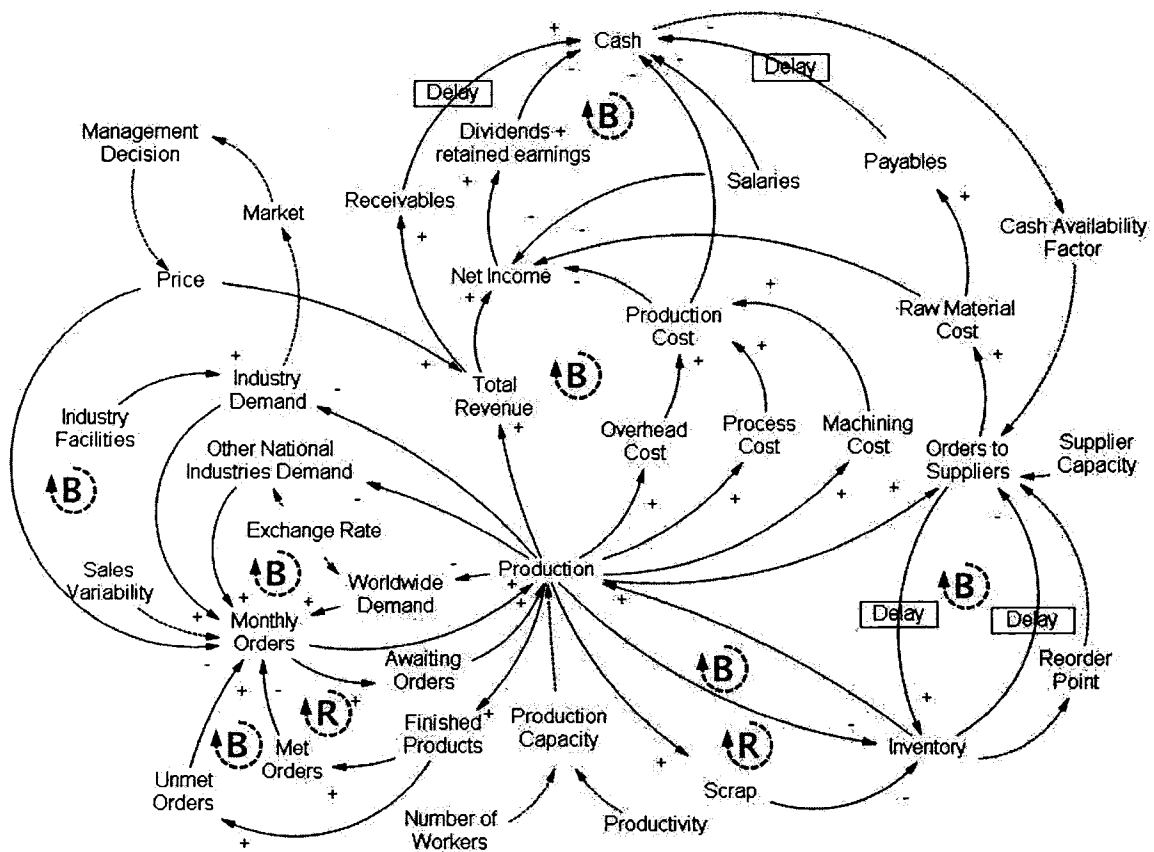 Cash
Delay
Delay
Management
Decision
Dividends +
retained earnings
B
Payables
Salaries
Receivables
Market
Cash Availability
Factor
Net Income
Price
Production
Cost
Raw Material
Cost
Industry
Demand
Total
Revenue
B
Industry
Facilities
Overhead
Cost
Process
Cost
Machining
Cost
Orders to
Suppliers
Supplier
Capacity
Other National
Industries Demand
B
Exchange Rate
Sales
Variability
B
Worldwide
Demand
Production
B
Delay
Delay
Monthly
Orders
Awaiting
Orders
B
Reorder
Point
R
Finished
Products
Production
Capacity
B
Met
Orders
R
Inventory
Unmet
Orders
Scrap
Number of
Workers
Productivity